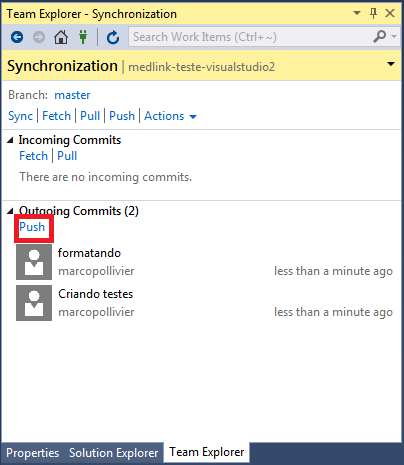 Team Explorer - Synchronization
Search Work Items (Ctrl+~)
Synchronization | medlink-teste-visualstudio2
Branch: master
Sync | Fetch | Pull | Push | Actions
Incoming Commits
Fetch | Pull
There are no incoming commits.
Outgoing Commits (2)
Push
formatando
marcopollivier less than a minute ago
Criando testes
marcopollivier less than a minute ago
Properties Solution Explorer Team Explorer